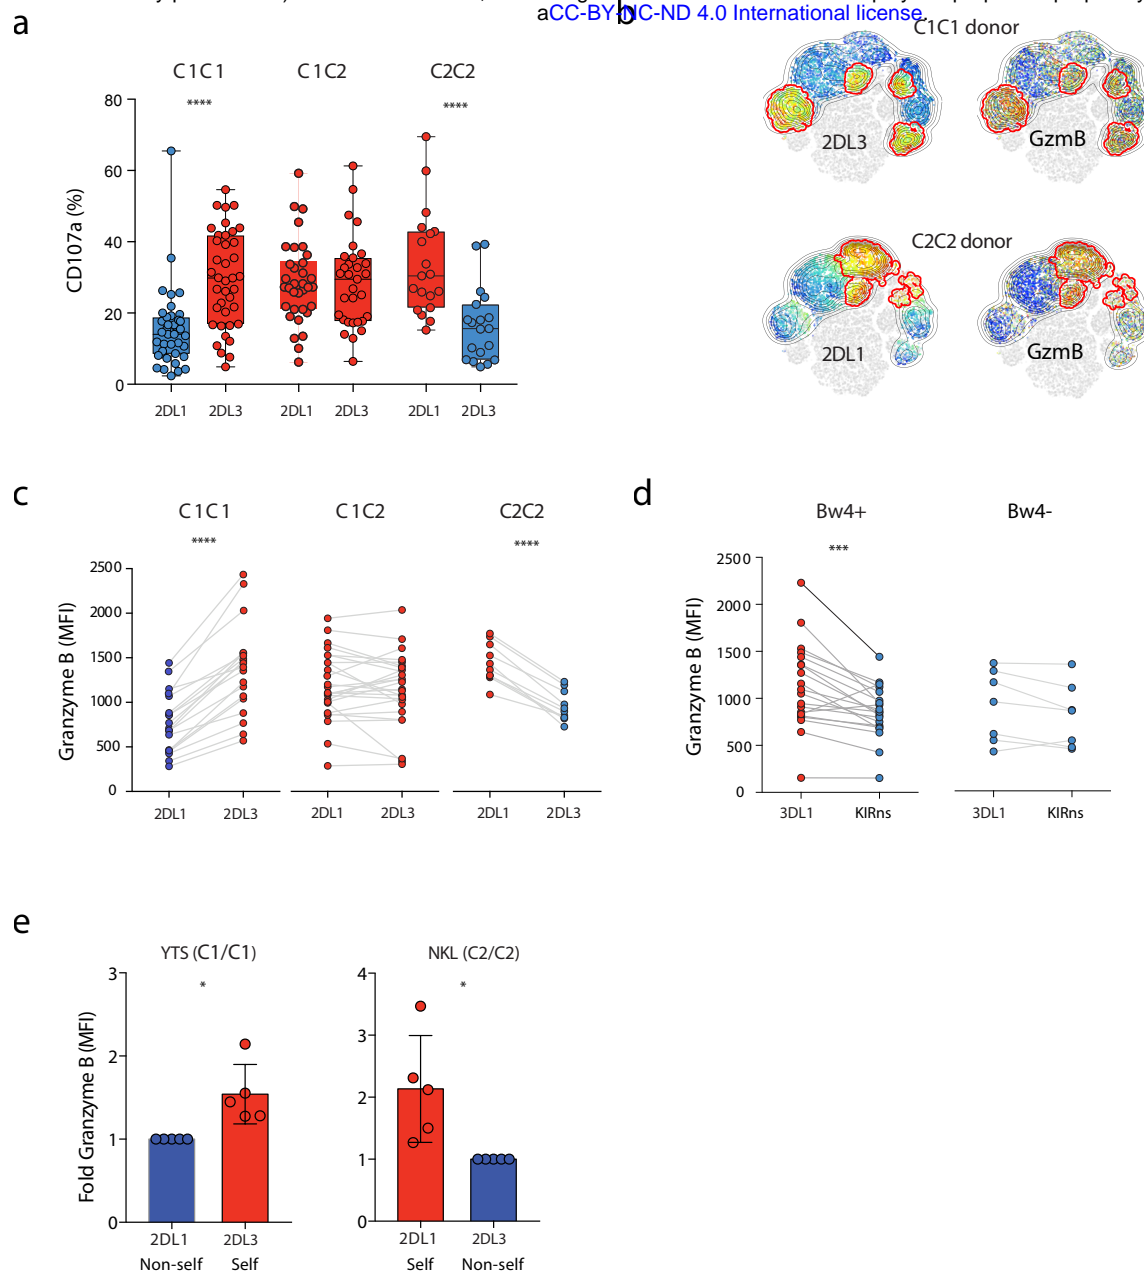 aCC-BY-NC-ND 4.0 International license.
a
b
C1C1 C1C2 C2C2
**** ****
CD107a (%)
80
60
40
20
0
2DL1 2DL3 2DL1 2DL3 2DL1 2DL3
C1C1 donor
2DL3 GzmB
C2C2 donor
2DL1 GzmB
c
C1C1 C1C2 C2C2
**** ****
Granzyme B (MFI)
2500
2000
1500
1000
500
0
2DL1 2DL3 2DL1 2DL3 2DL1 2DL3
d
Bw4+ Bw4-
***
Granzyme B (MFI)
2500
2000
1500
1000
500
0
3DL1 KIRns 3DL1 KIRns
e
YTS (C1/C1) NKL (C2/C2)
* *
Fold Granzyme B (MFI)
3
2
1
0
4
3
2
1
0
2DL1 2DL3 2DL1 2DL3
Non-self Self Self Non-self